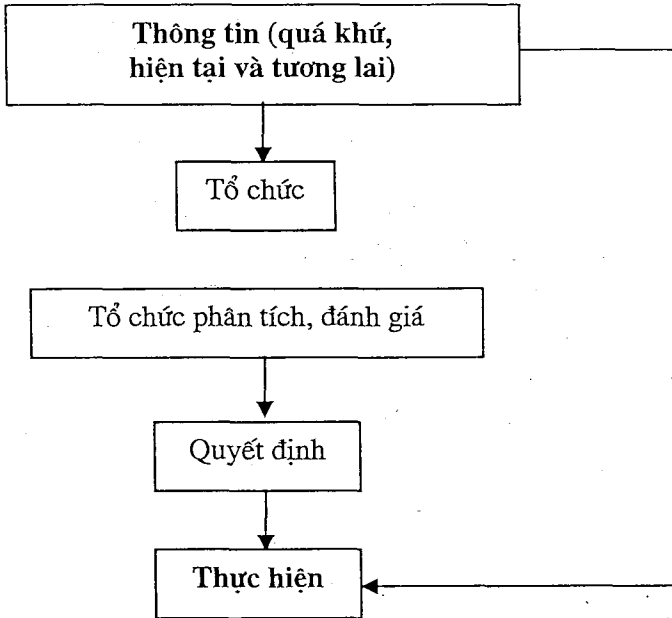 Thông tin (quá khứ,
hiện tại và tương lai)
Tổ chức
Tổ chức phân tích, đánh giá
Quyết định
Thực hiện